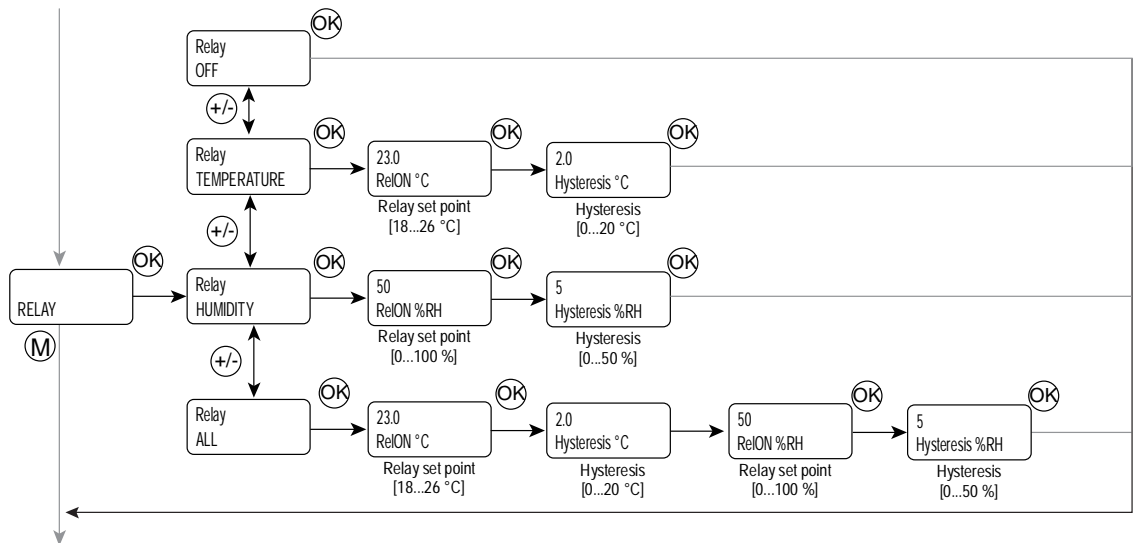 OK
Relay
OFF
+/-
OK
OK
OK
Relay
TEMPERATURE
23.0
RelON °C
2.0
Hysteresis °C
Relay set point
[18...26 °C]
Hysteresis
[0...20 °C]
+/-
OK
OK
OK
OK
RELAY
Relay
HUMIDITY
50
RelON %RH
5
Hysteresis %RH
M
Relay set point
[0...100 %]
Hysteresis
[0...50 %]
+/-
OK
OK
OK
OK
Relay
ALL
23.0
RelON °C
2.0
Hysteresis °C
50
RelON %RH
5
Hysteresis %RH
Relay set point
[18...26 °C]
Hysteresis
[0...20 °C]
Relay set point
[0...100 %]
Hysteresis
[0...50 %]